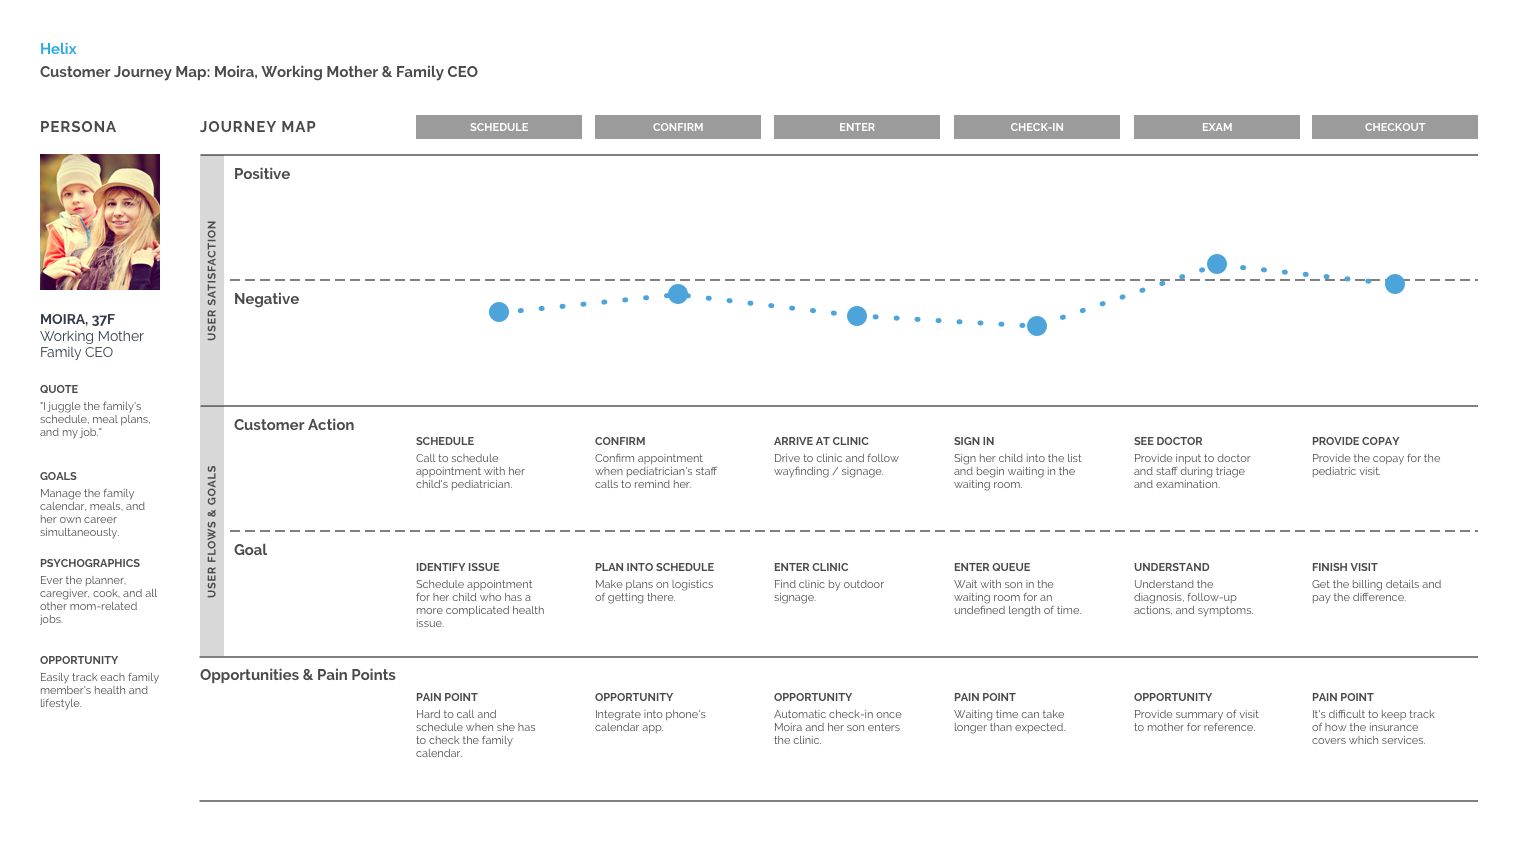 Helix
Customer Journey Map: Moira, Working Mother & Family CEO
PERSONA
MOIRA, 37F
Working Mother
Family CEO
QUOTE
"I juggle the family's
schedule, meal plans,
and my job."
GOALS
Manage the family
calendar, meals, and
her own career
simultaneously.
PSYCHOGRAPHICS
Ever the planner,
caregiver, cook, and all
other mom-related
jobs.
OPPORTUNITY
Easily track each family
member's health and
lifestyle.
JOURNEY MAP
SCHEDULE
CONFIRM
ENTER
CHECK-IN
EXAM
CHECKOUT
USER SATISFACTION
Positive
Negative
USER FLOWS & GOALS
Customer Action
SCHEDULE
Call to schedule
appointment with her
child's pediatrician.
CONFIRM
Confirm appointment
when pediatrician's staff
calls to remind her.
ARRIVE AT CLINIC
Drive to clinic and follow
wayfinding / signage.
SIGN IN
Sign her child into the list
and begin waiting in the
waiting room.
SEE DOCTOR
Provide input to doctor
and staff during triage
and examination.
PROVIDE COPAY
Provide the copay for the
pediatric visit.
Goal
IDENTIFY ISSUE
Schedule appointment
for her child who has a
more complicated health
issue.
PLAN INTO SCHEDULE
Make plans on logistics
of getting there.
ENTER CLINIC
Find clinic by outdoor
signage.
ENTER QUEUE
Wait with son in the
waiting room for an
undefined length of time.
UNDERSTAND
Understand the
diagnosis, follow-up
actions, and symptoms.
FINISH VISIT
Get the billing details and
pay the difference.
Opportunities & Pain Points
PAIN POINT
Hard to call and
schedule when she has
to check the family
calendar.
OPPORTUNITY
Integrate into phone's
calendar app.
OPPORTUNITY
Automatic check-in once
Moira and her son enters
the clinic.
PAIN POINT
Waiting time can take
longer than expected.
OPPORTUNITY
Provide summary of visit
to mother for reference.
PAIN POINT
It's difficult to keep track
of how the insurance
covers which services.